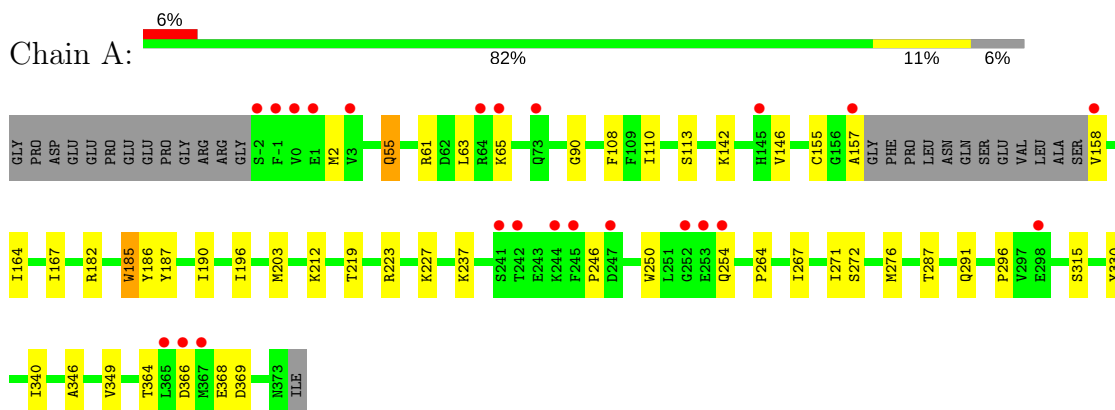 6%
Chain A:
82% 11% 6%
GLY PRO ASP GLU GLU PRO GLU GLU PRO GLY ARG ARG GLY S-2 F-1 V0 E1 M2 V3 Q55 R61 D62 L63 R64 K65 Q73 G90 F108 F109 I110 S113 K142 H145 V146 C155 G156 A157 GLY PHE PRO LEU ASN GLN SER GLU VAL LEU ALA SER V158
I164 I167 R182 W185 Y186 Y187 I190 I196 M203 K212 T219 R223 K227 K237 S241 T242 E243 K244 F245 P246 D247 W250 L251 G252 E253 Q254 P264 I267 I271 S272 M276 T287 Q291 P296 V297 E298 S315
I340 A346 V349 T364 L365 D366 M367 E368 D369 N373 ILE